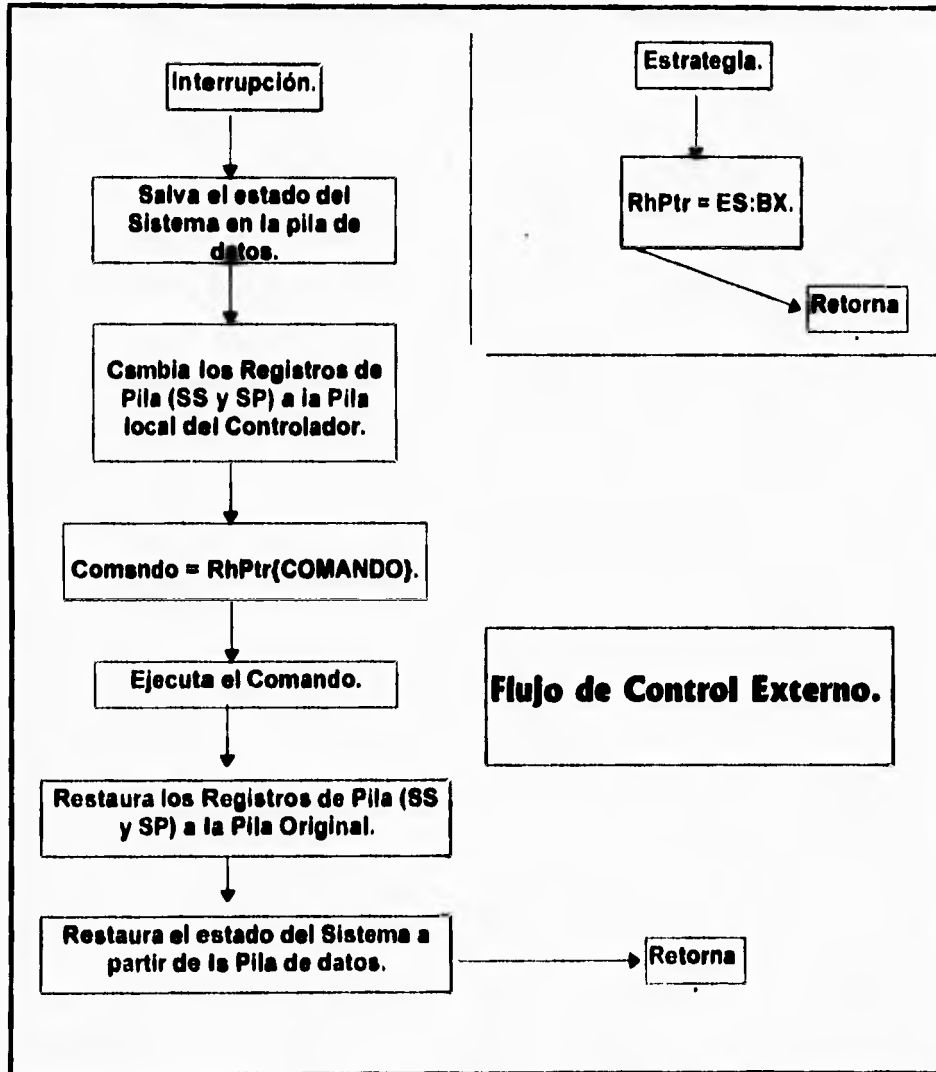 Interrupción.
Salva el estado del
Sistema en la pila de
datos.
Cambia los Registros de
Pila (SS y SP) a la Pila
local del Controlador.
Comando = RhPtr{COMANDO}.
Ejecuta el Comando.
Restaura los Registros de Pila (SS
y SP) a la Pila Original.
Restaura el estado del Sistema a
partir de la Pila de datos.
Retorna
Estrategia.
RhPtr = ES:BX.
Retorna
Flujo de Control Externo.